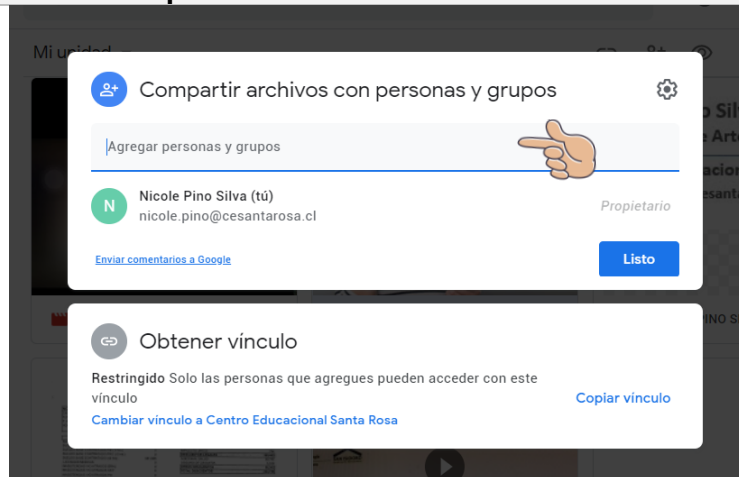 Mi unidad
Compartir archivos con personas y grupos
Agregar personas y grupos
N
Nicole Pino Silva (tú)
nicole.pino@cesantarosa.cl
Propietario
Enviar comentarios a Google
Listo
Obtener vínculo
Restringido Solo las personas que agregues pueden acceder con este
vínculo
Copiar vínculo
Cambiar vínculo a Centro Educacional Santa Rosa